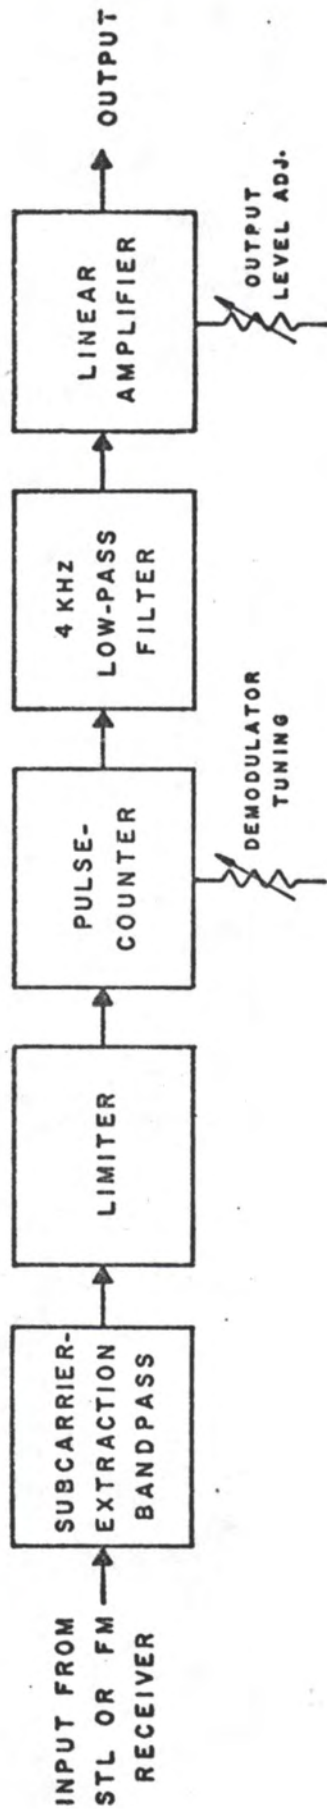 INPUT FROM
STL OR FM
RECEIVER
SUBCARRIER-
EXTRACTION
BANDPASS
LIMITER
PULSE-
COUNTER
DEMODULATOR
TUNING
4 KHZ
LOW-PASS
FILTER
LINEAR
AMPLIFIER
OUTPUT
LEVEL ADJ.
OUTPUT